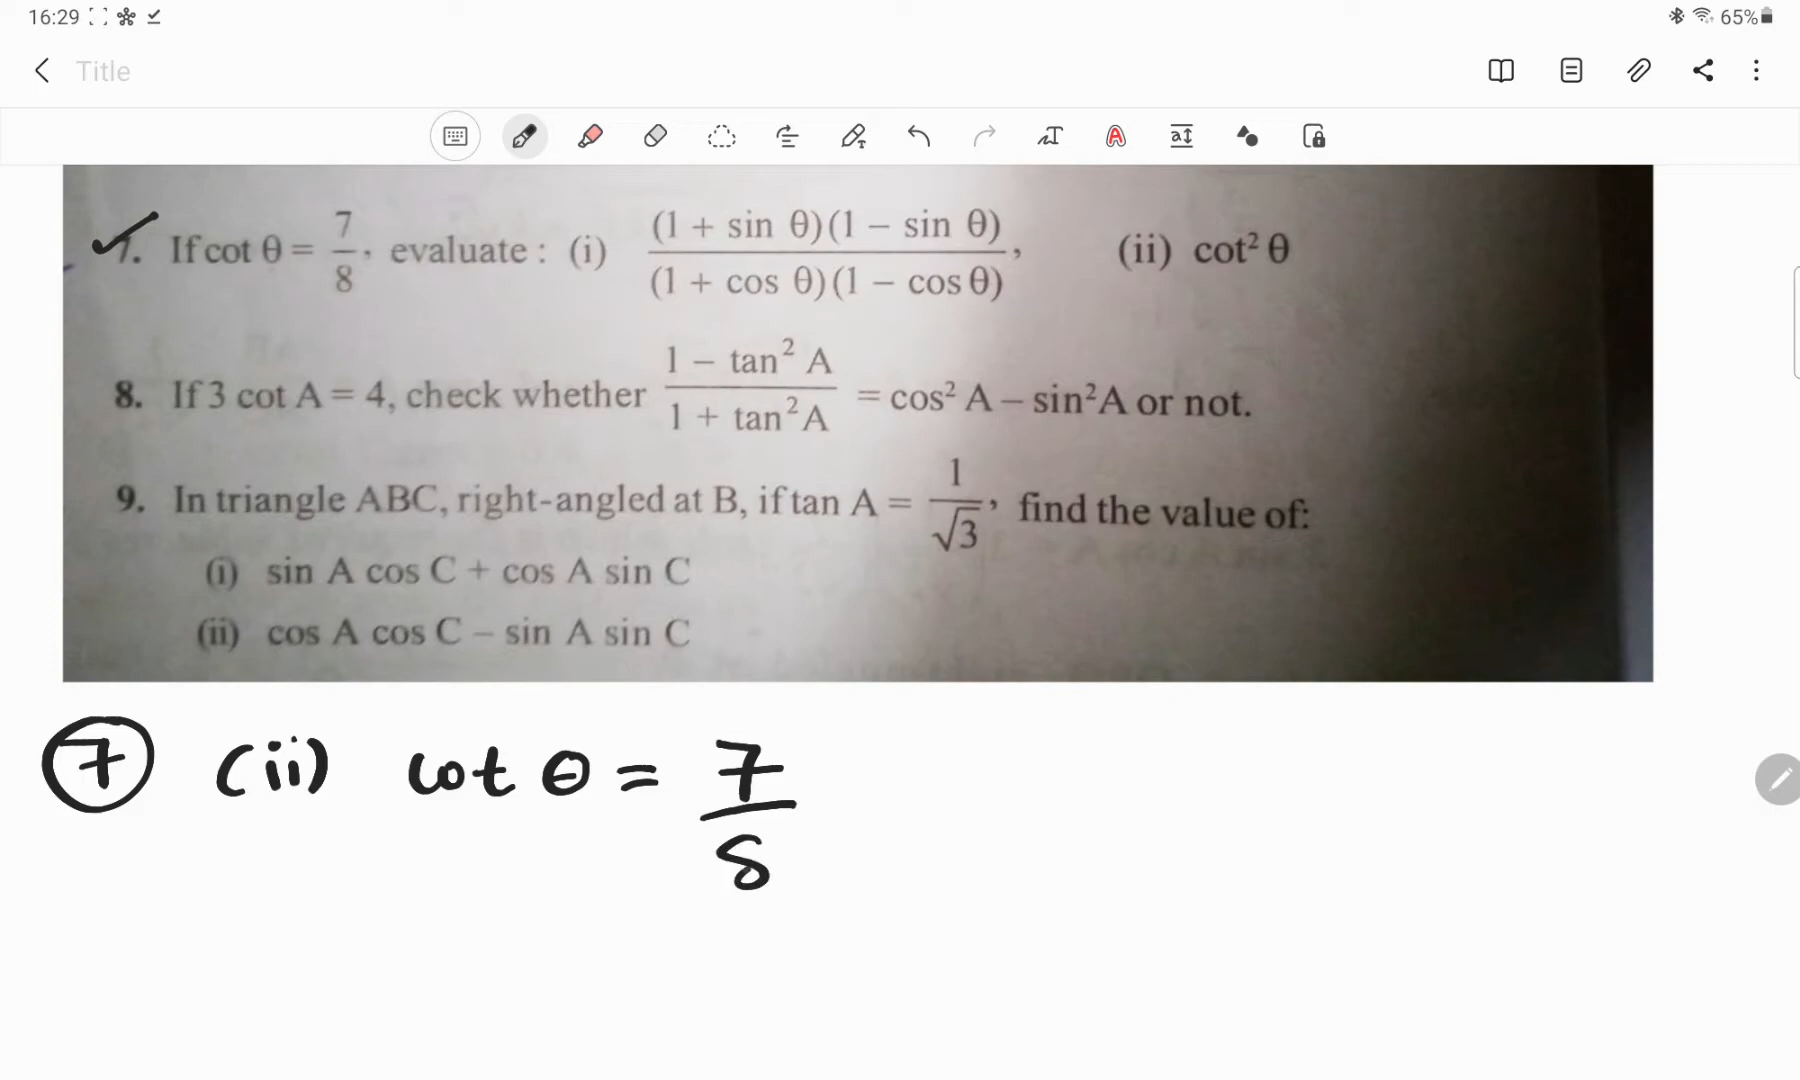 16:29 65%
Title
7. If cot θ = 7/8, evaluate : (i) (1 + sin θ)(1 − sin θ)/(1 + cos θ)(1 − cos θ), (ii) cot² θ
8. If 3 cot A = 4, check whether 1 − tan² A/1 + tan² A = cos² A – sin² A or not.
9. In triangle ABC, right-angled at B, if tan A = 1/√3, find the value of:
(i) sin A cos C + cos A sin C
(ii) cos A cos C – sin A sin C
7 (ii) cot θ = 7/8